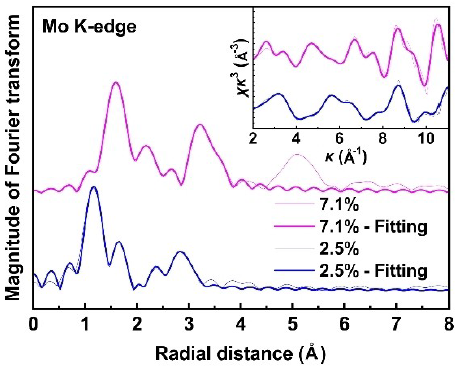 Mo K-edge
Magnitude of Fourier transform
χκ³ (Å⁻³)
2 4 6 8 10
κ (Å⁻¹)
7.1%
7.1% - Fitting
2.5%
2.5% - Fitting
0 1 2 3 4 5 6 7 8
Radial distance (Å)